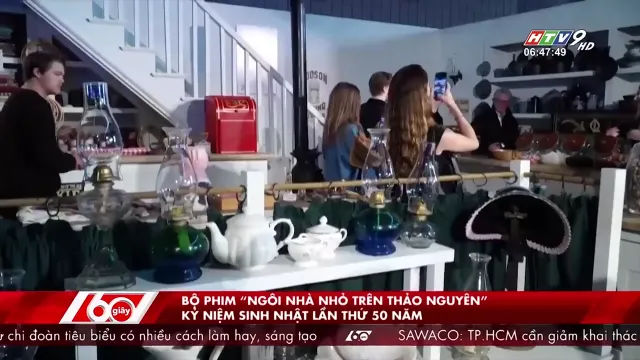 HTV9 HD
06:47:49
60 giây
BỘ PHIM “NGÔI NHÀ NHỎ TRÊN THẢO NGUYÊN”
KỶ NIỆM SINH NHẬT LẦN THỨ 50 NĂM
chi đoàn tiêu biểu có nhiều cách làm hay, sáng tạo
SAWACO: TP.HCM cần giảm khai thác